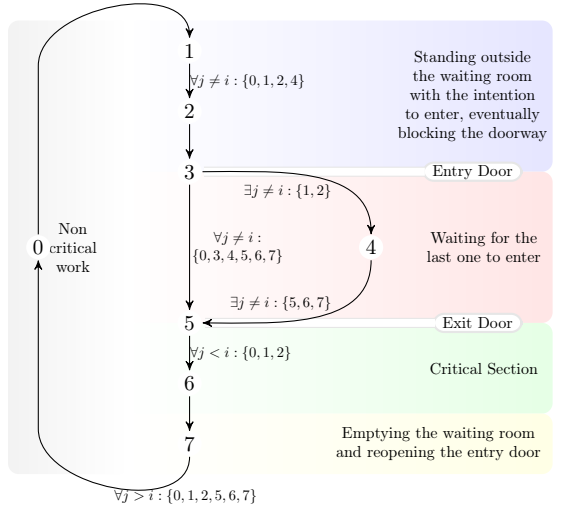 1
∀j ≠ i : {0, 1, 2, 4}
2
Standing outside
the waiting room
with the intention
to enter, eventually
blocking the doorway
3
Entry Door
∃j ≠ i : {1, 2}
Non
critical
work
0
∀j ≠ i :
{0, 3, 4, 5, 6, 7}
4
Waiting for the
last one to enter
∃j ≠ i : {5, 6, 7}
5
Exit Door
∀j < i : {0, 1, 2}
6
Critical Section
7
Emptying the waiting room
and reopening the entry door
∀j > i : {0, 1, 2, 5, 6, 7}